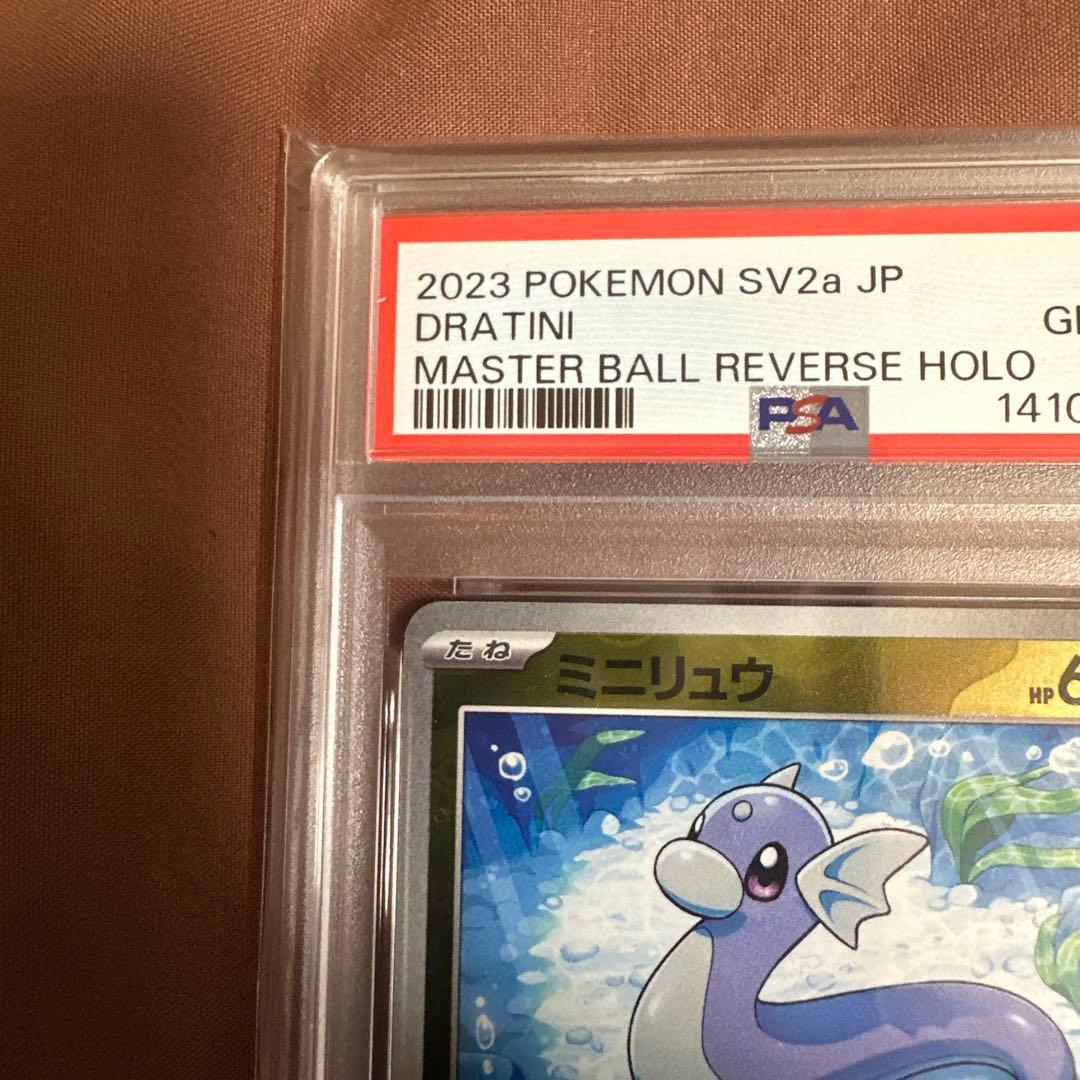 2023 POKEMON SV2a JP
DRATINI
MASTER BALL REVERSE HOLO
PSA
たね
ミニリュウ
HP